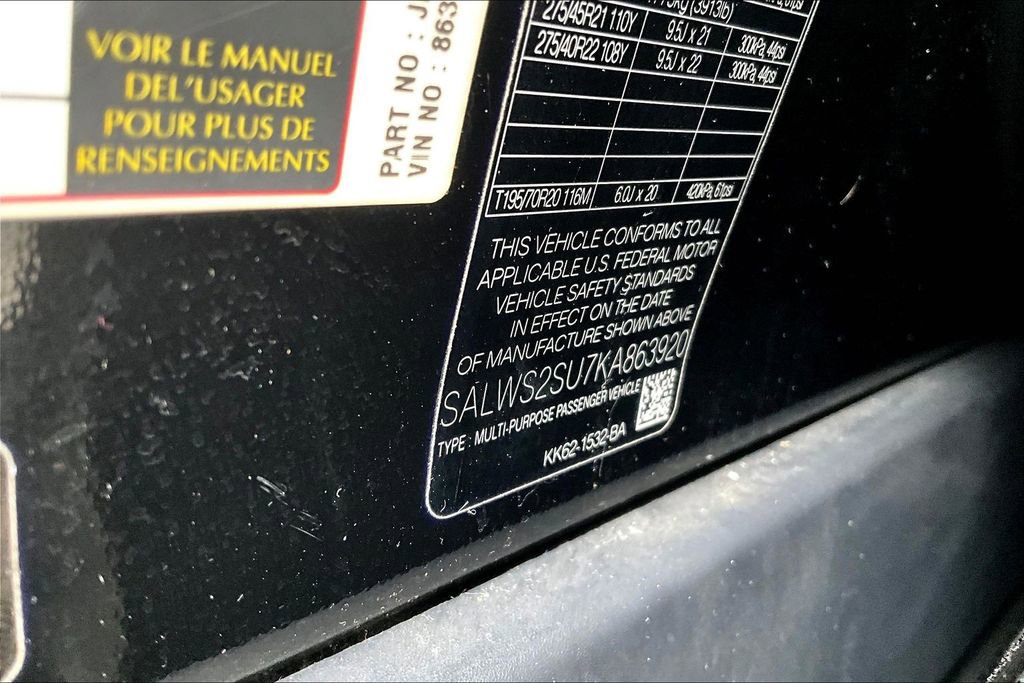 VOIR LE MANUEL
DEL'USAGER
POUR PLUS DE
RENSEIGNEMENTS
PART NO : J
VIN NO : 863
(3913lb)
275/45R21 110Y 9.5J x 21 300kPa, 44psi
275/40R22 108Y 9.5J x 22 300kPa, 44psi
T195/70R20 116M 6.0J x 20 420kPa, 61psi
THIS VEHICLE CONFORMS TO ALL
APPLICABLE U.S. FEDERAL MOTOR
VEHICLE SAFETY STANDARDS
IN EFFECT ON THE DATE
OF MANUFACTURE SHOWN ABOVE
SALWS2SU7KA863920
TYPE : MULTI-PURPOSE PASSENGER VEHICLE
KK62-1532-BA